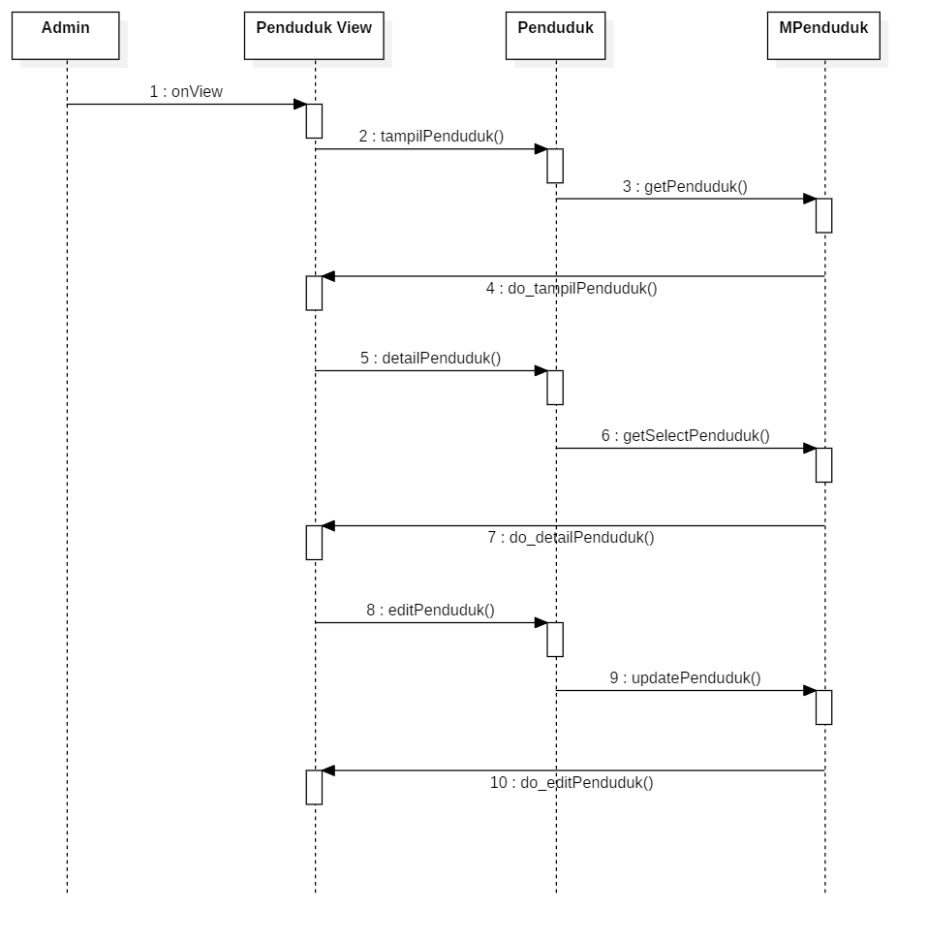 Admin
Penduduk View
Penduduk
MPenduduk
1 : onView
2 : tampilPenduduk()
3 : getPenduduk()
4 : do_tampilPenduduk()
5 : detailPenduduk()
6 : getSelectPenduduk()
7 : do_detailPenduduk()
8 : editPenduduk()
9 : updatePenduduk()
10 : do_editPenduduk()